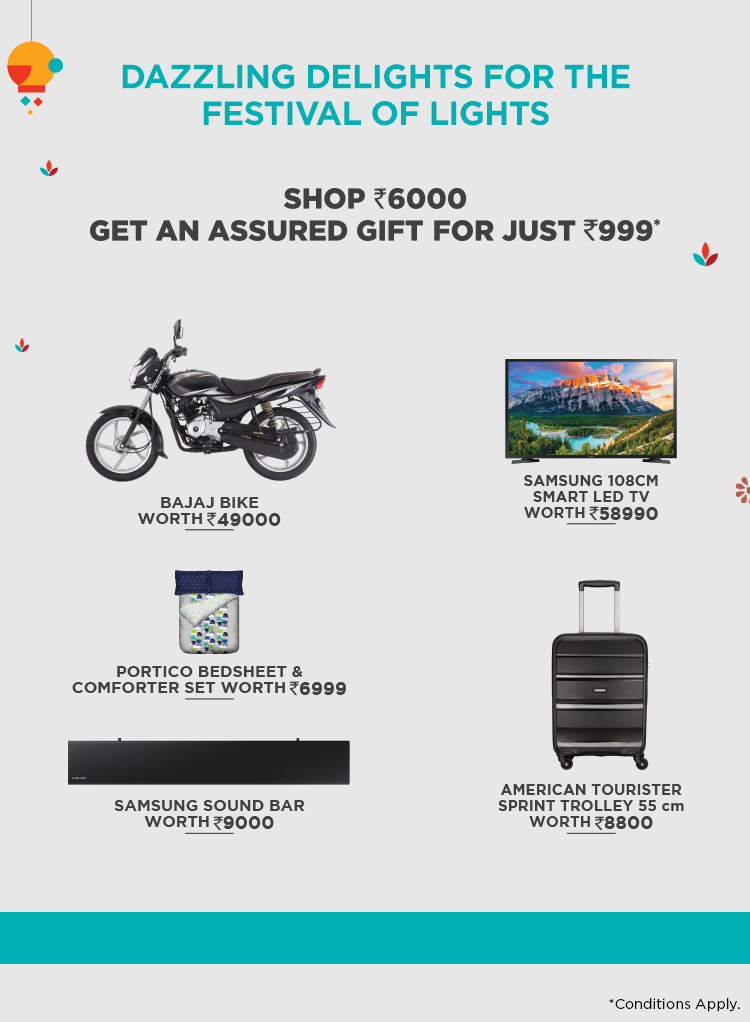 DAZZLING DELIGHTS FOR THE
FESTIVAL OF LIGHTS
SHOP ₹6000
GET AN ASSURED GIFT FOR JUST ₹999*
BAJAJ BIKE
WORTH ₹49000
SAMSUNG 108CM
SMART LED TV
WORTH ₹58990
PORTICO BEDSHEET &
COMFORTER SET WORTH ₹6999
SAMSUNG SOUND BAR
WORTH ₹9000
AMERICAN TOURISTER
SPRINT TROLLEY 55 cm
WORTH ₹8800
*Conditions Apply.